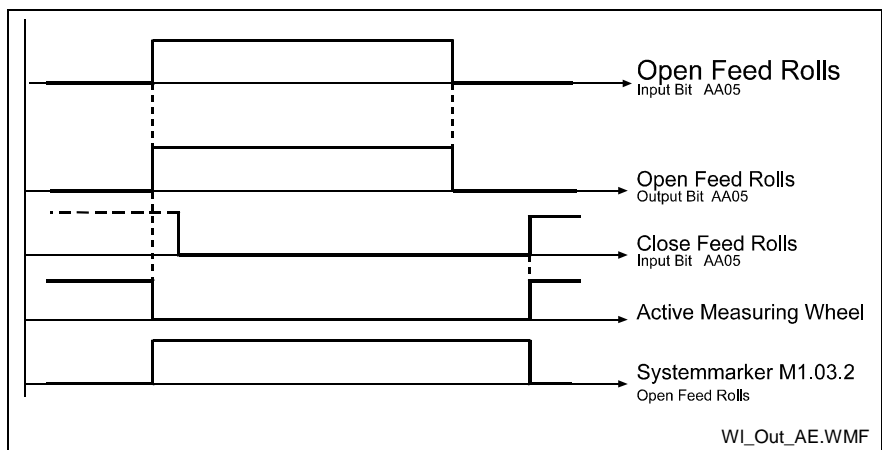 Open Feed Rolls
Input Bit AA05
Open Feed Rolls
Output Bit AA05
Close Feed Rolls
Input Bit AA05
Active Measuring Wheel
Systemmarker M1.03.2
Open Feed Rolls
WI_Out_AE.WMF